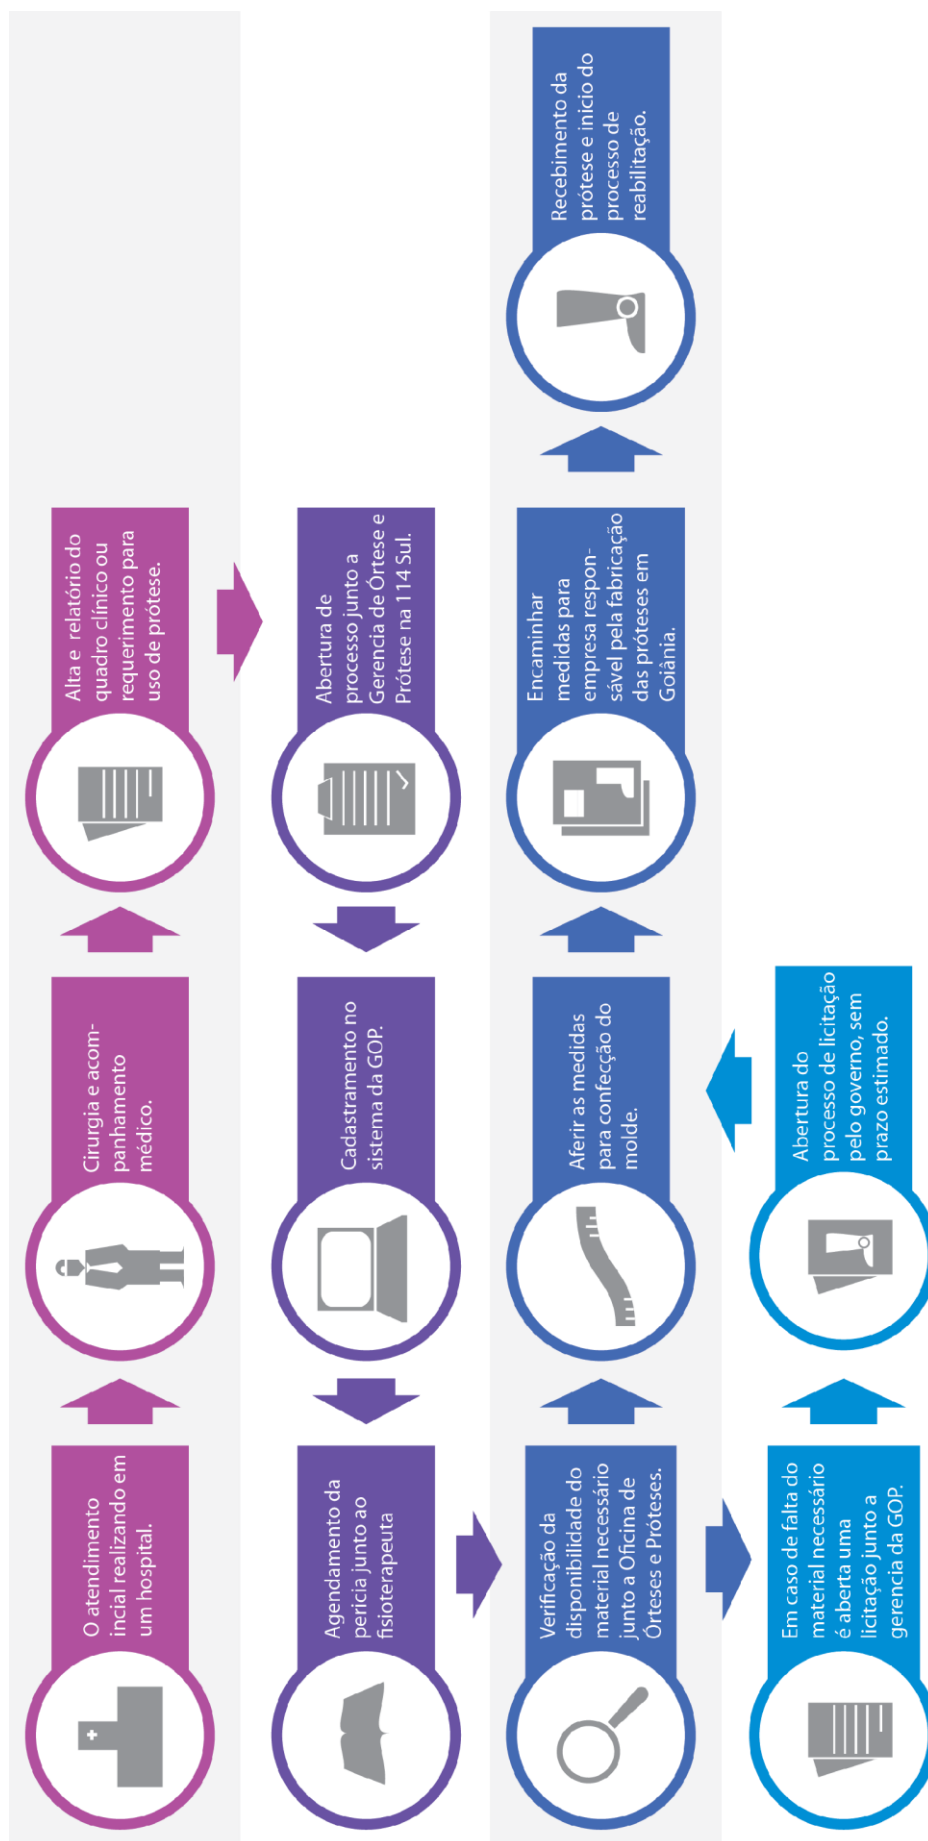 O atendimento
incial realizando em
um hospital.
Cirurgia e acom-
panhamento
médico.
Alta e relatório do
quadro clínico ou
requerimento para
uso de prótese.
Abertura de
processo junto a
Gerencia de Órtese e
Prótese na 114 Sul.
Cadastramento no
sistema da GOP.
Agendamento da
pericia junto ao
fisioterapeuta
Verificação da
disponibilidade do
material necessário
junto a Oficina de
Órteses e Próteses.
Aferir as medidas
para confecção do
molde.
Encaminhar
medidas para
empresa respon-
sável pela fabricação
das próteses em
Goiânia.
Recebimento da
prótese e inicio do
processo de
reabilitação.
Em caso de falta do
material necessário
é aberta uma
licitação junto a
gerencia da GOP.
Abertura do
processo de licitação
pelo governo, sem
prazo estimado.